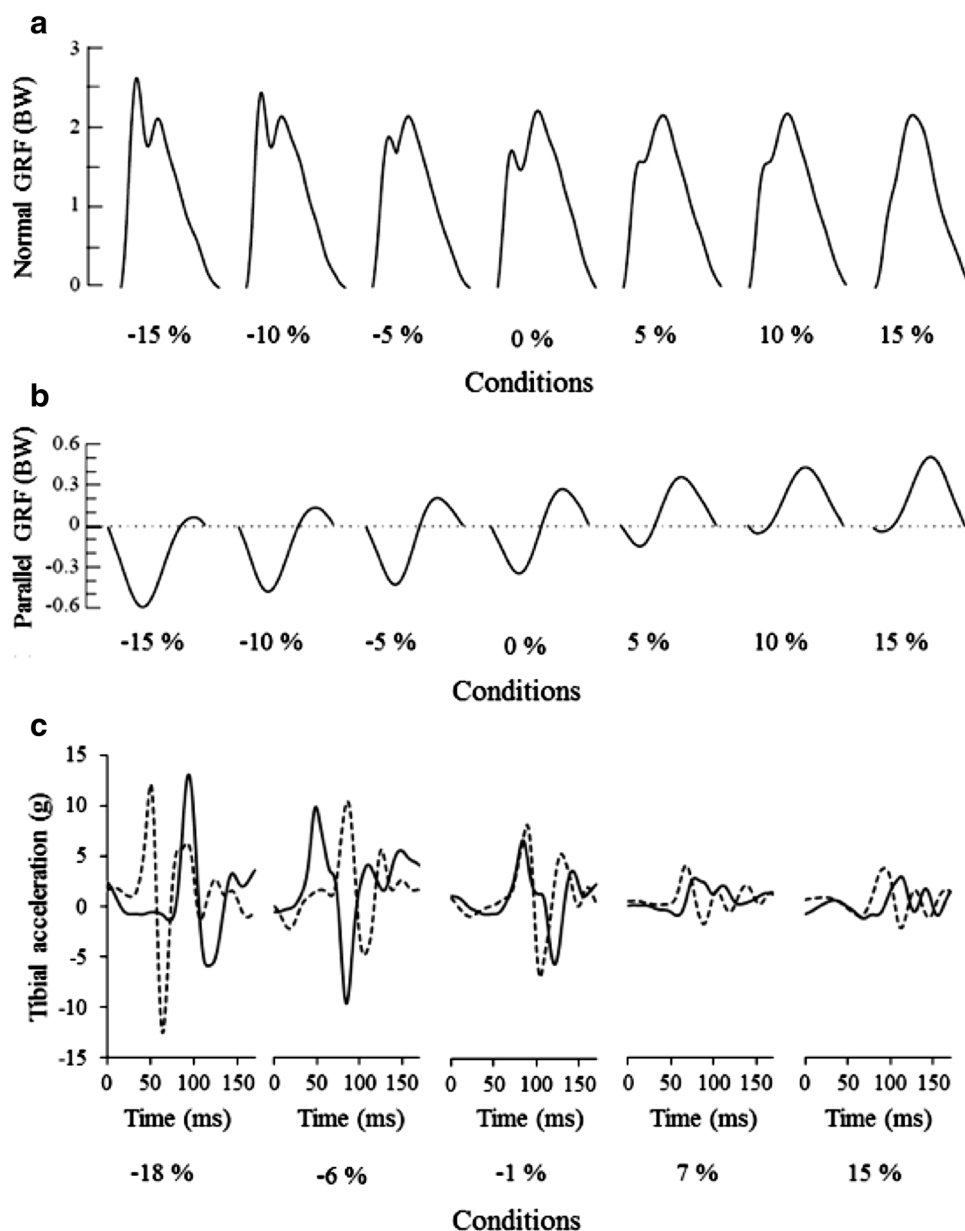 a
Normal GRF (BW)
3
2
1
0
-15 % -10 % -5 % 0 % 5 % 10 % 15 %
Conditions
b
Parallel GRF (BW)
0.6
0.3
0
-0.3
-0.6
-15 % -10 % -5 % 0 % 5 % 10 % 15 %
Conditions
c
Tibial acceleration (g)
15
10
5
0
-5
-10
-15
0 50 100 150 0 50 100 150 0 50 100 150 0 50 100 150 0 50 100 150
Time (ms) Time (ms) Time (ms) Time (ms) Time (ms)
-18 % -6 % -1 % 7 % 15 %
Conditions